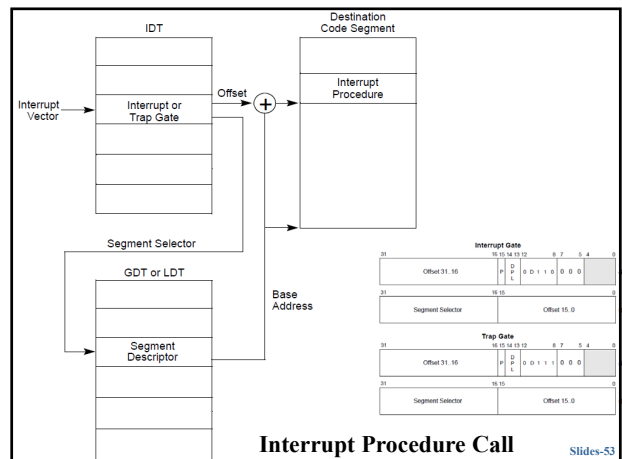 IDT
Destination
Code Segment
Interrupt
Vector
Interrupt or
Trap Gate
Offset
+
Interrupt
Procedure
Segment Selector
GDT or LDT
Segment
Descriptor
Base
Address
Interrupt Gate
31 16 15 14 13 12 8 7 5 4 0
Offset 31..16 P DPL 0 D 1 1 0 0 0 0
31 16 15 0
Segment Selector Offset 15..0
Trap Gate
31 16 15 14 13 12 8 7 5 4 0
Offset 31..16 P DPL 0 D 1 1 1 0 0 0
31 16 15 0
Segment Selector Offset 15..0
Interrupt Procedure Call
Slides-53